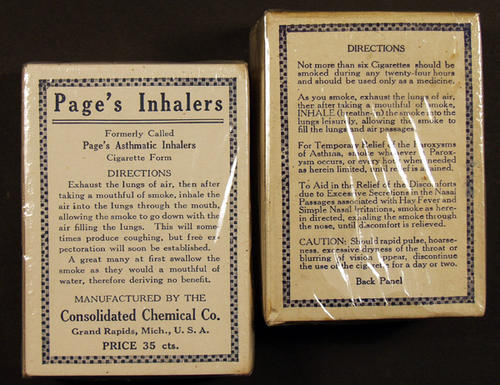 Page's Inhalers
Formerly Called
Page's Asthmatic Inhalers
Cigarette Form
DIRECTIONS
Exhaust the lungs of air, then after
taking a mouthful of smoke, inhale the
air into the lungs through the mouth,
allowing the smoke to go down with the
air filling the lungs. This will some
times produce coughing, but free ex-
pectoration will soon be established.
A great many at first swallow the
smoke as they would a mouthful of
water, therefore deriving no benefit.
MANUFACTURED BY THE
Consolidated Chemical Co.
Grand Rapids, Mich., U. S. A.
PRICE 35 cts.
DIRECTIONS
Not more than six Cigarettes should be
smoked during any twenty-four hours
and should be used only as a medicine.
As you smoke, exhaust the lungs of air,
then after taking a mouthful of smoke,
INHALE (breathe-in) the smoke into the
lungs leisurely, allowing the smoke to
fill the lungs and air passages.
For Temporary Relief of the Paroxysms
of Asthma, smoke whenever a Parox-
ysm occurs, or every hour when needed
as herein limited, until relief is obtained.
To Aid in the Relief of the Discomforts
due to Excessive Secretions in the Nasal
Passages associated with Hay Fever and
Simple Nasal Irritations, smoke as here-
in directed, exhaling the smoke through
the nose, until discomfort is relieved.
CAUTION: Should rapid pulse, hoarse-
ness, excessive dryness of the throat or
blurring of vision appear, discontinue
the use of the cigarette for a day or two.
Back Panel